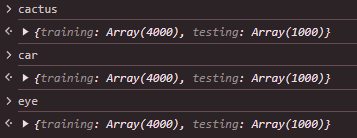 > cactus
<· ▶ {training: Array(4000), testing: Array(1000)}
> car
<· ▶ {training: Array(4000), testing: Array(1000)}
> eye
<· ▶ {training: Array(4000), testing: Array(1000)}